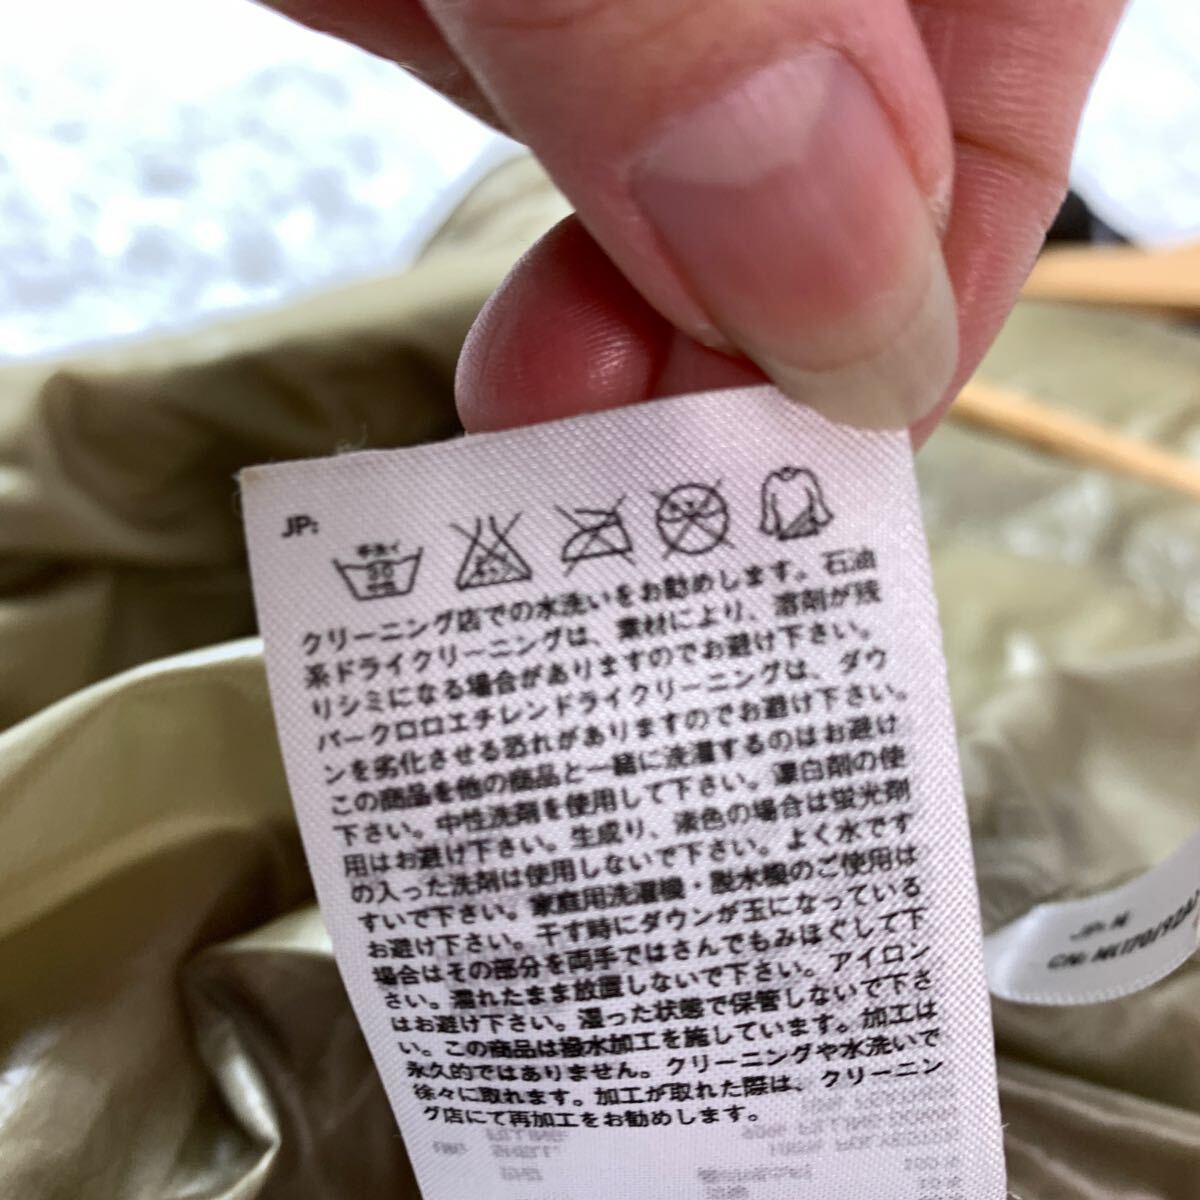 JP:
手洗イ
30
中性
クリーニング店での水洗いをお勧めします。石油
系ドライクリーニングは、素材により、溶剤が残
りシミになる場合がありますのでお避け下さい。
パークロロエチレンドライクリーニングは、ダウ
ンを劣化させる恐れがありますのでお避け下さい。
この商品を他の商品と一緒に洗濯するのはお避け
下さい。中性洗剤を使用して下さい。漂白剤の使
用はお避け下さい。生成り、淡色の場合は蛍光剤
の入った洗剤は使用しないで下さい。よく水です
すいで下さい。家庭用洗濯機・脱水機のご使用は
お避け下さい。干す時にダウンが玉になっている
場合はその部分を両手ではさんでもみほぐして下
さい。濡れたまま放置しないで下さい。アイロン
はお避け下さい。湿った状態で保管しないで下さ
い。この商品は撥水加工を施しています。加工は
永久的ではありません。クリーニングや水洗いで
徐々に取れます。加工が取れた際は、クリーニン
グ店にて再加工をお勧めします。